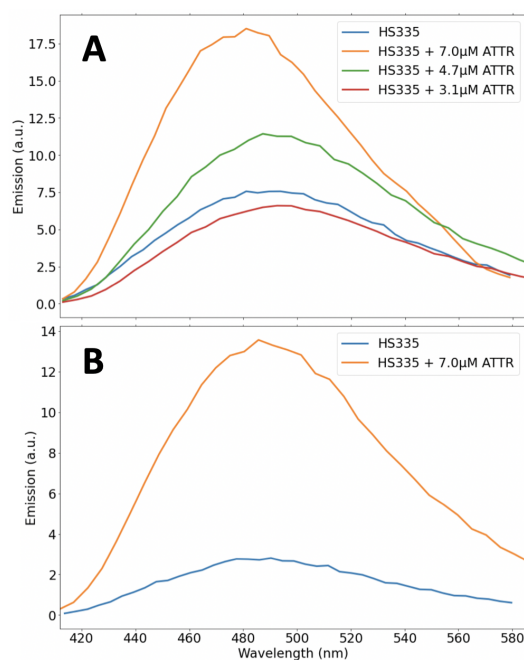 A
HS335
HS335 + 7.0μM ATTR
HS335 + 4.7μM ATTR
HS335 + 3.1μM ATTR
Emission (a.u.)
17.5
15.0
12.5
10.0
7.5
5.0
2.5
0.0
B
HS335
HS335 + 7.0μM ATTR
Emission (a.u.)
14
12
10
8
6
4
2
0
420 440 460 480 500 520 540 560 580
Wavelength (nm)